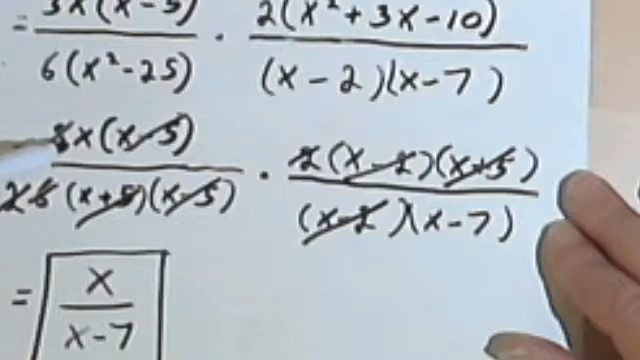 = 3x(x-5) / 6(x²-25) · 2(x²+3x-10) / (x-2)(x-7)
3x(x-5) / 2 6(x+5)(x-5) · 2(x-2)(x+5) / (x-2)(x-7)
= x / x-7